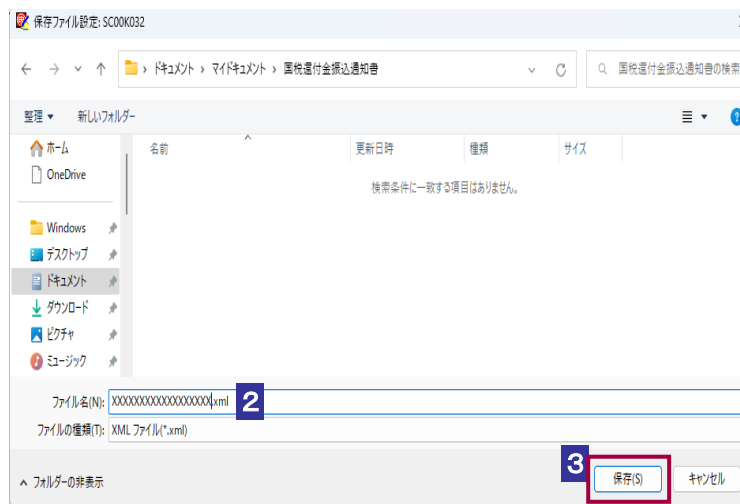 保存ファイル設定: SC00K032
ドキュメント › マイドキュメント › 国税還付金振込通知書
国税還付金振込通知書の検索
整理 新しいフォルダー
ホーム
OneDrive
名前 更新日時 種類 サイズ
検索条件に一致する項目はありません。
Windows
デスクトップ
ドキュメント
ダウンロード
ピクチャ
ミュージック
ファイル名(N): XXXXXXXXXXXXXXXXXX.xml 2
ファイルの種類(T): XML ファイル(*.xml)
3
フォルダーの非表示 保存(S) キャンセル